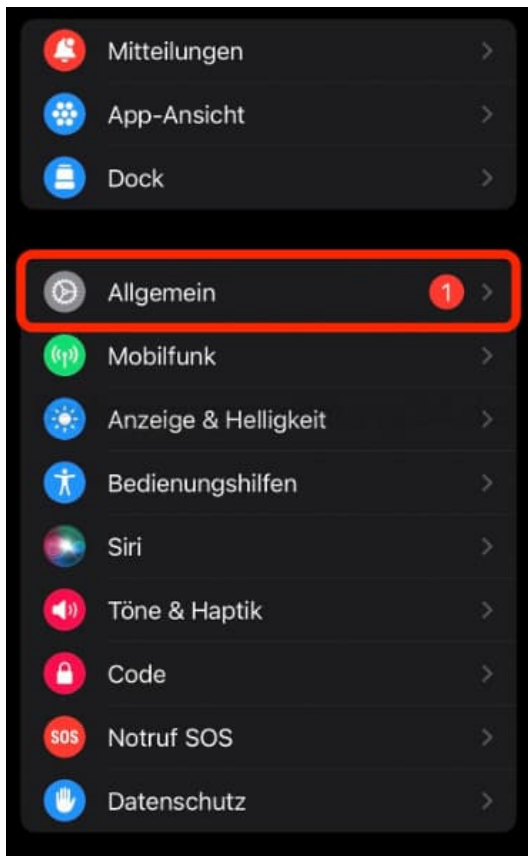 Mitteilungen
App-Ansicht
Dock
Allgemein 1
Mobilfunk
Anzeige & Helligkeit
Bedienungshilfen
Siri
Töne & Haptik
Code
SOS Notruf SOS
Datenschutz